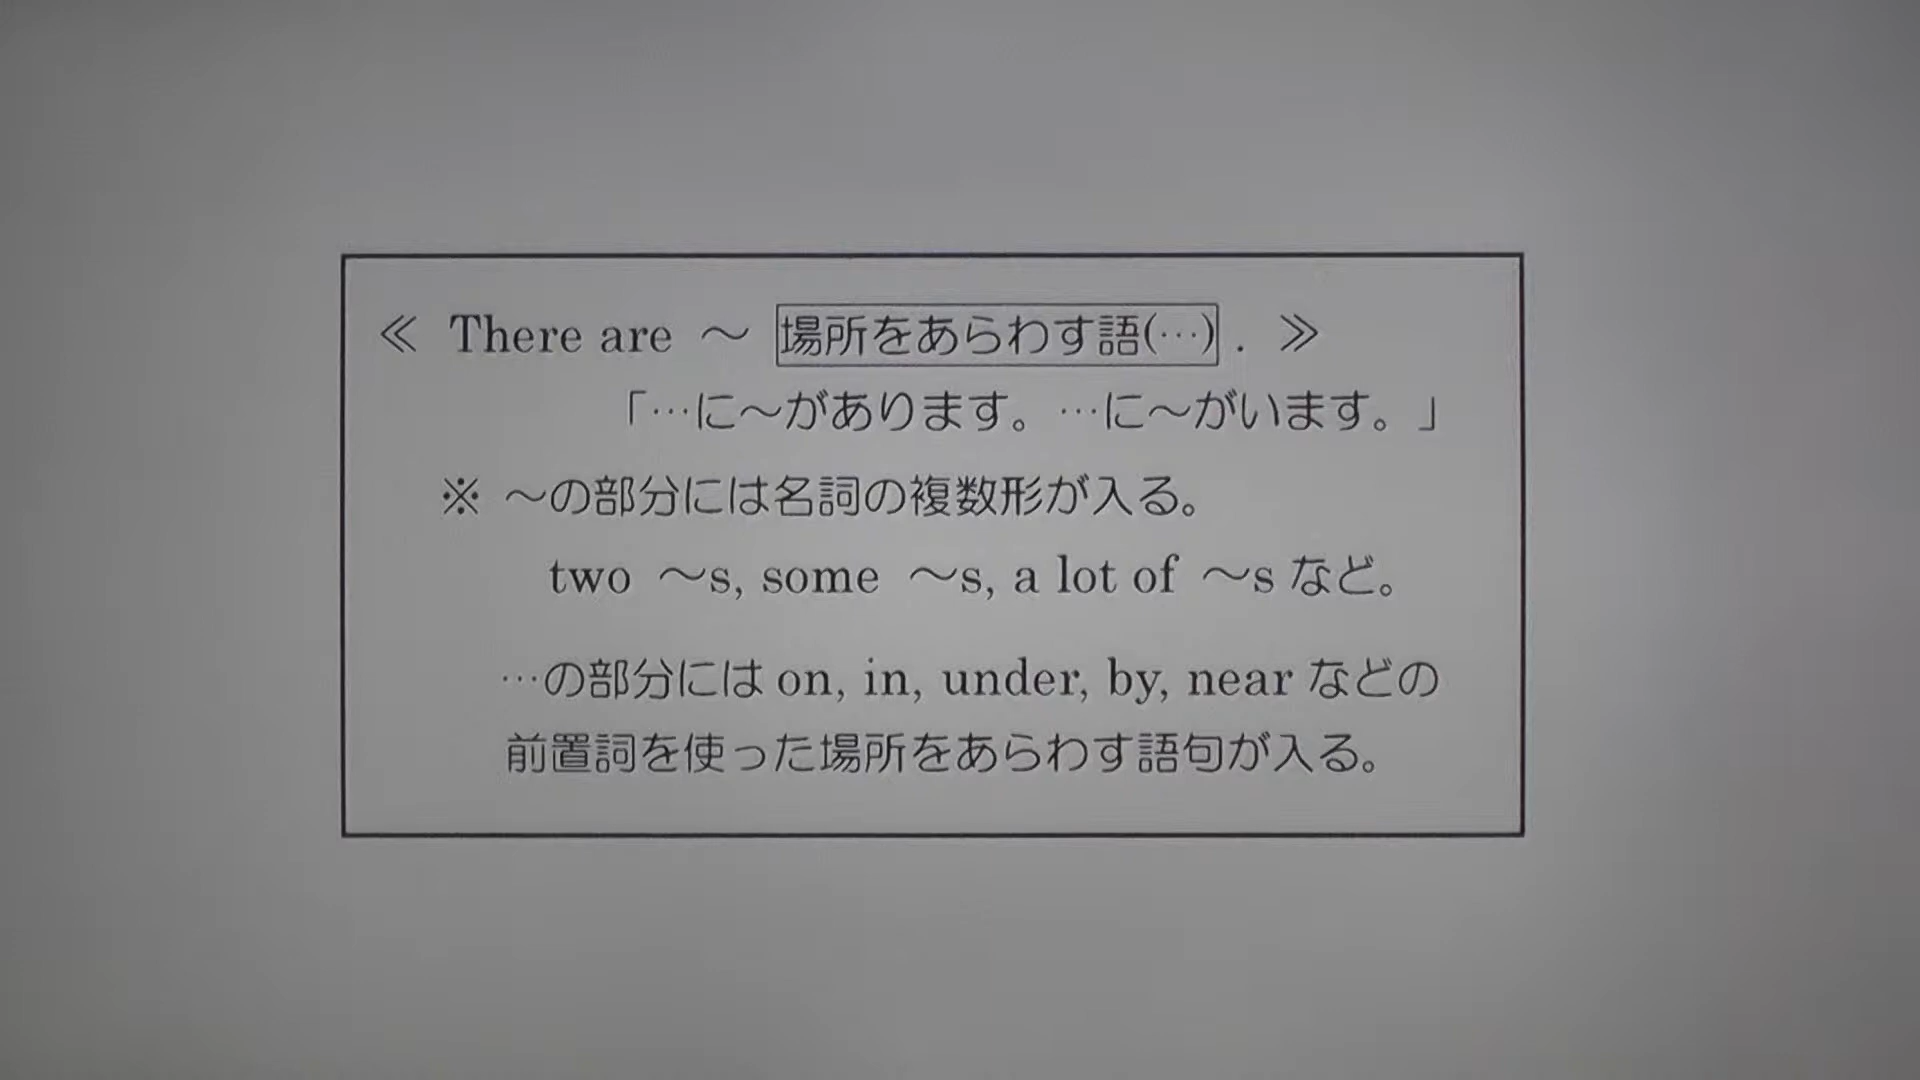 ≪ There are ～ 場所をあらわす語(…) . ≫
「…に～があります。…に～がいます。」
※ ～の部分には名詞の複数形が入る。
two ～s, some ～s, a lot of ～s など。
…の部分には on, in, under, by, near などの
前置詞を使った場所をあらわす語句が入る。